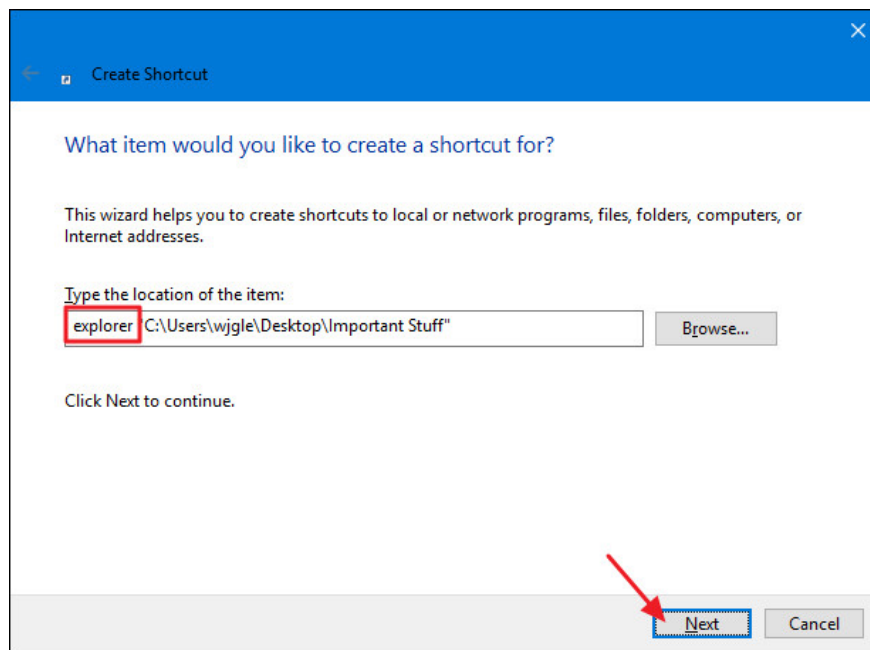 Create Shortcut
What item would you like to create a shortcut for?
This wizard helps you to create shortcuts to local or network programs, files, folders, computers, or
Internet addresses.
Type the location of the item:
explorer "C:\Users\wjgle\Desktop\Important Stuff"
Browse...
Click Next to continue.
Next
Cancel